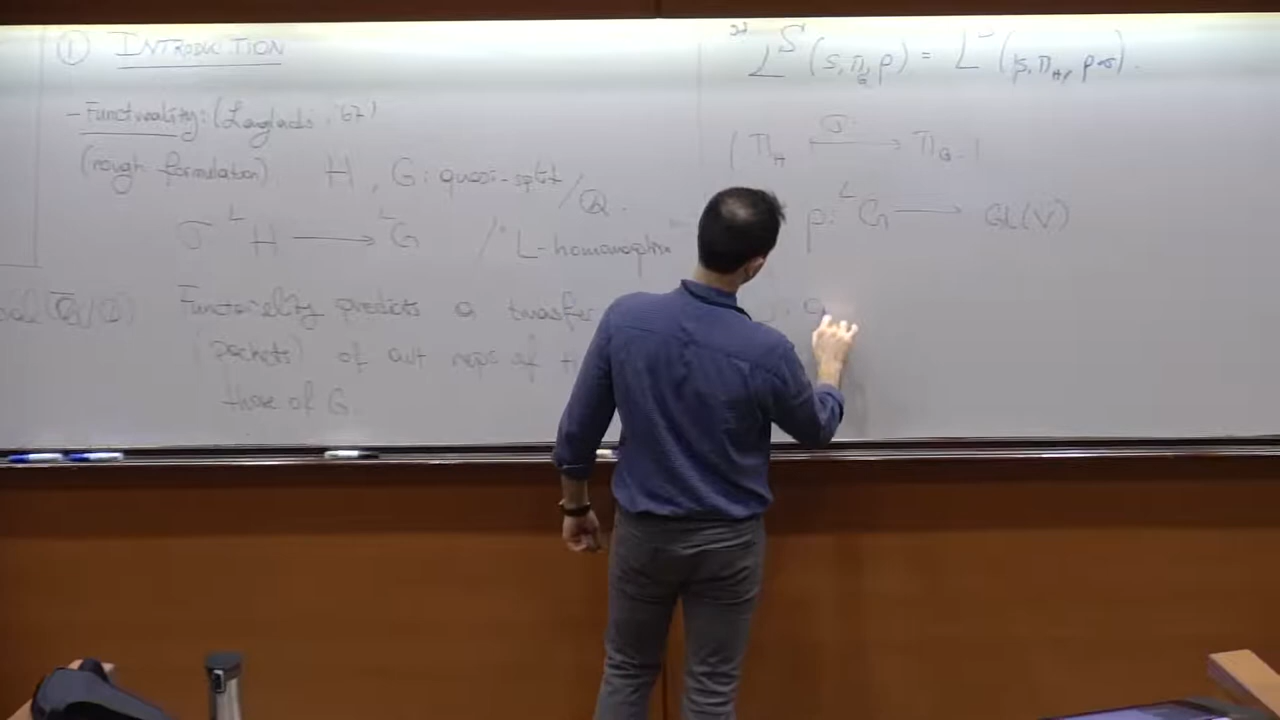 ① INTRODUCTION
- Functoriality: (Langlands '67)
(rough formulation) H, G: quasi-split / Q.
σ ᴸH → ᴸG / L-homomorphism
Functoriality predicts a transfer
(packets) of aut reps of H
those of G.
Lˢ(s, π_G, ρ) = L (s, π_H, ρ∘σ).
(π_H → π_G
ρ: ᴸG → GL(V)